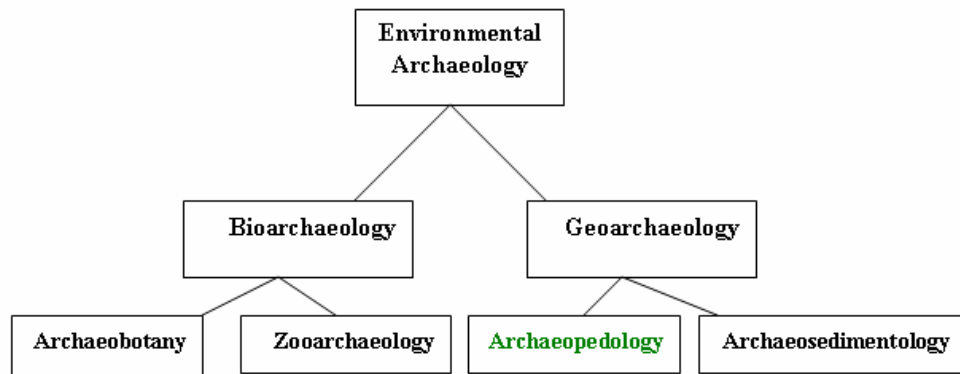 Environmental
Archaeology
Bioarchaeology
Geoarchaeology
Archaeobotany
Zooarchaeology
Archaeopedology
Archaeosedimentology